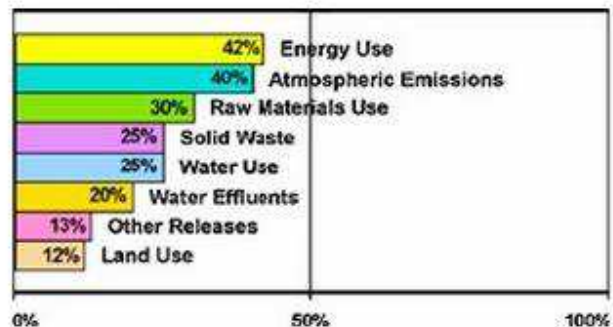 42% Energy Use
40% Atmospheric Emissions
30% Raw Materials Use
25% Solid Waste
25% Water Use
20% Water Effluents
13% Other Releases
12% Land Use
0% 50% 100%